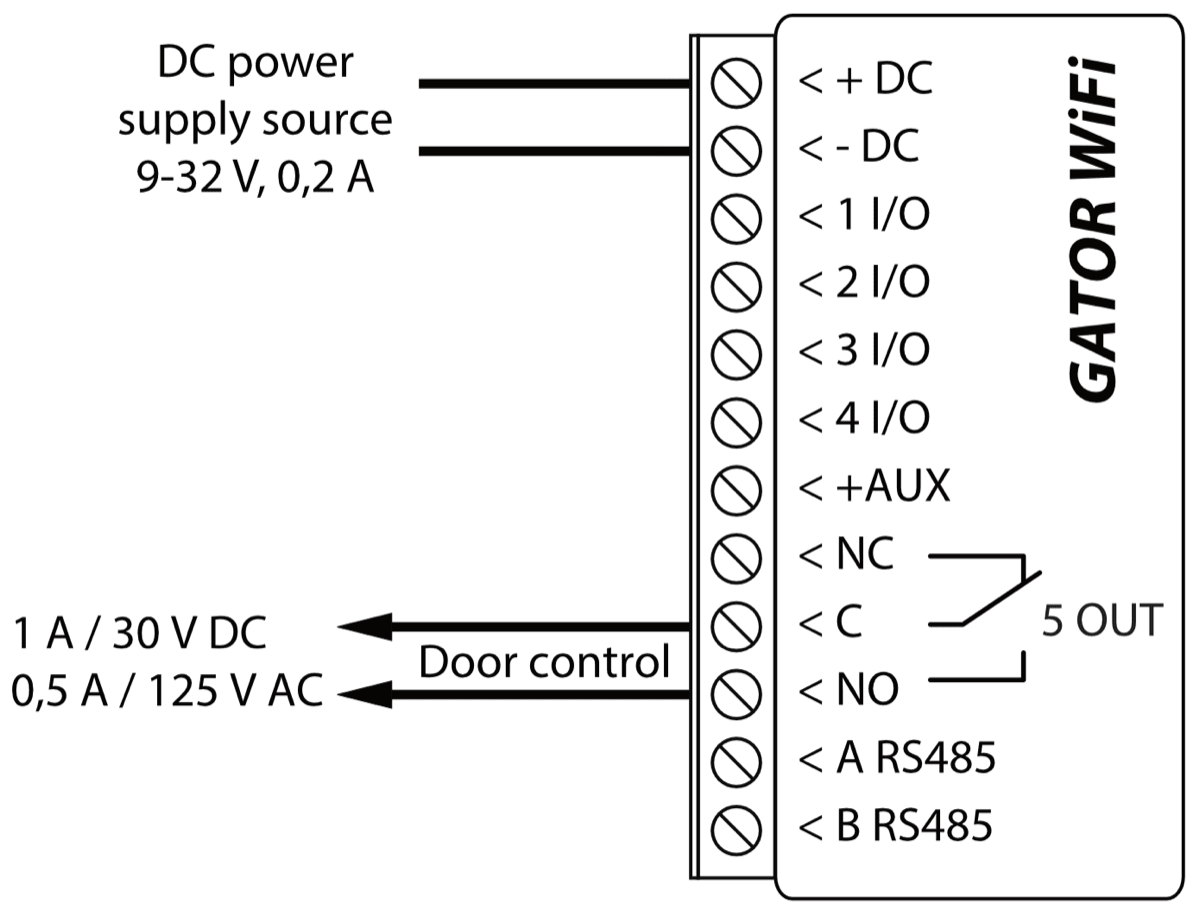 DC power
supply source
9-32 V, 0,2 A
< + DC
< - DC
< 1 I/O
< 2 I/O
< 3 I/O
< 4 I/O
< +AUX
< NC
< C
< NO
< A RS485
< B RS485
5 OUT
GATOR WiFi
1 A / 30 V DC
0,5 A / 125 V AC
Door control